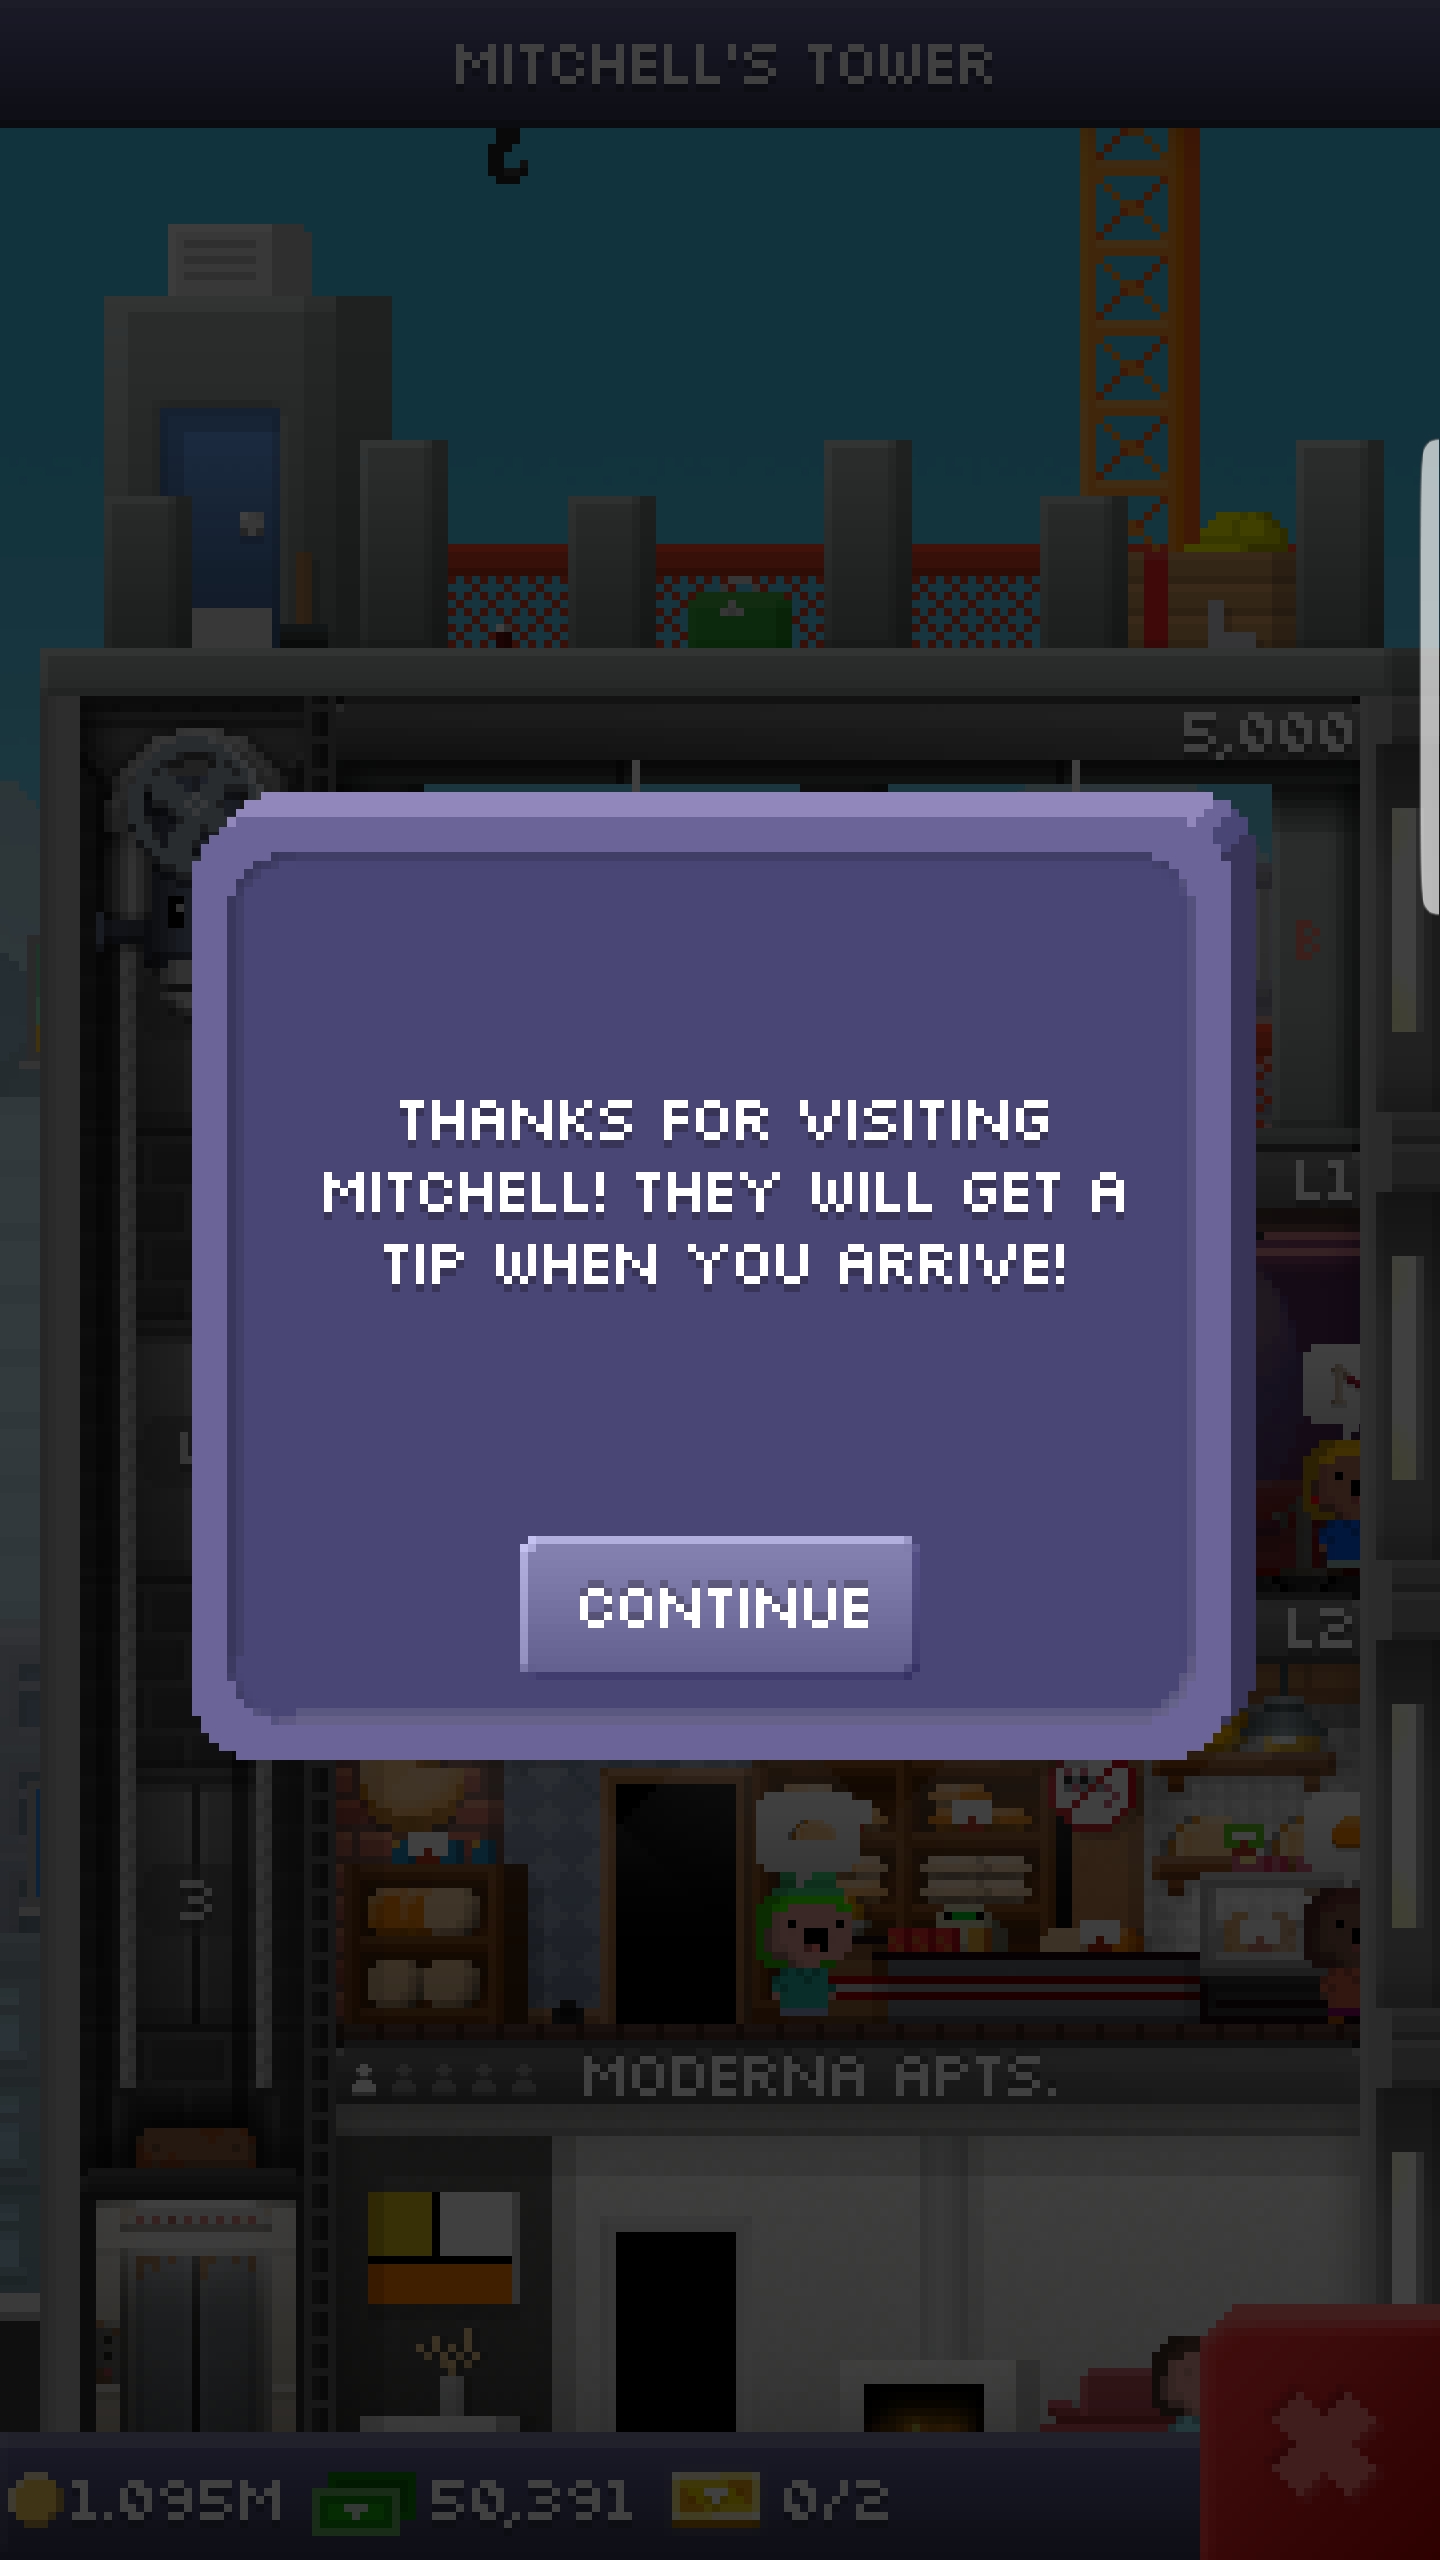 MITCHELL'S TOWER
5,000
B
L1
THANKS FOR VISITING
MITCHELL! THEY WILL GET A
TIP WHEN YOU ARRIVE!
CONTINUE
L2
3
MODERNA APTS.
1.095M 50,391 0/2